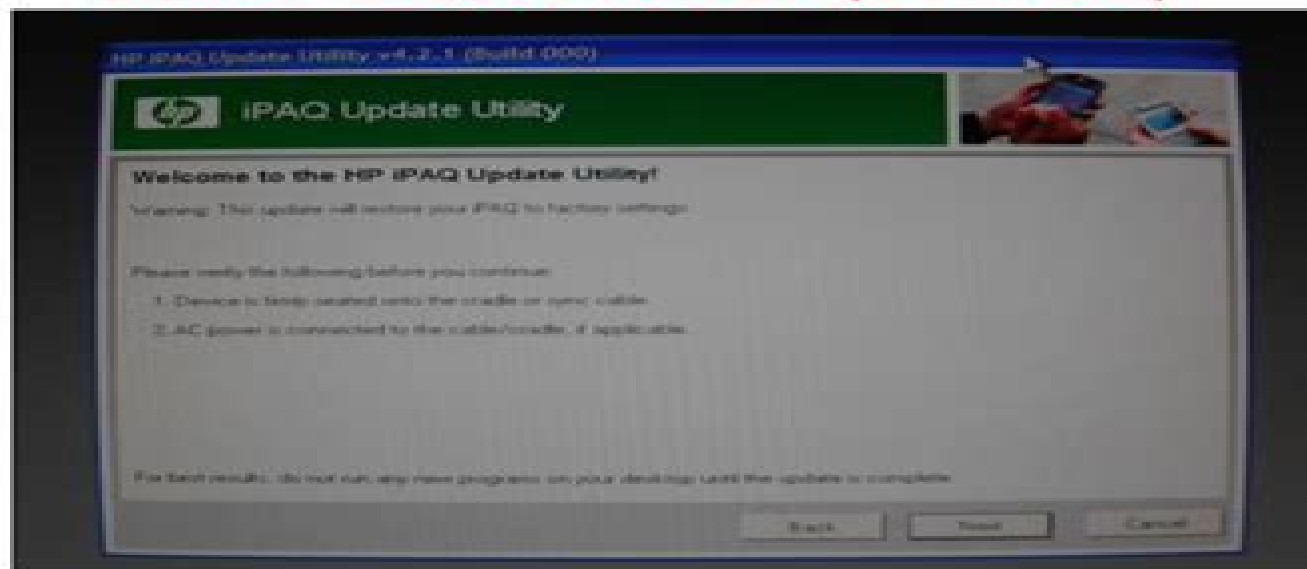 HP iPAQ Update Utility v4.2.1 (Build 000)
hp iPAQ Update Utility
Welcome to the HP iPAQ Update Utility!
Warning: This update will restore your iPAQ to factory settings.
Please verify the following before you continue:
1. Device is firmly seated onto the cradle or sync cable.
2. AC power is connected to the cable/cradle, if applicable.
For best results, do not run any new programs on your desktop until the update is complete.
Back Next Cancel